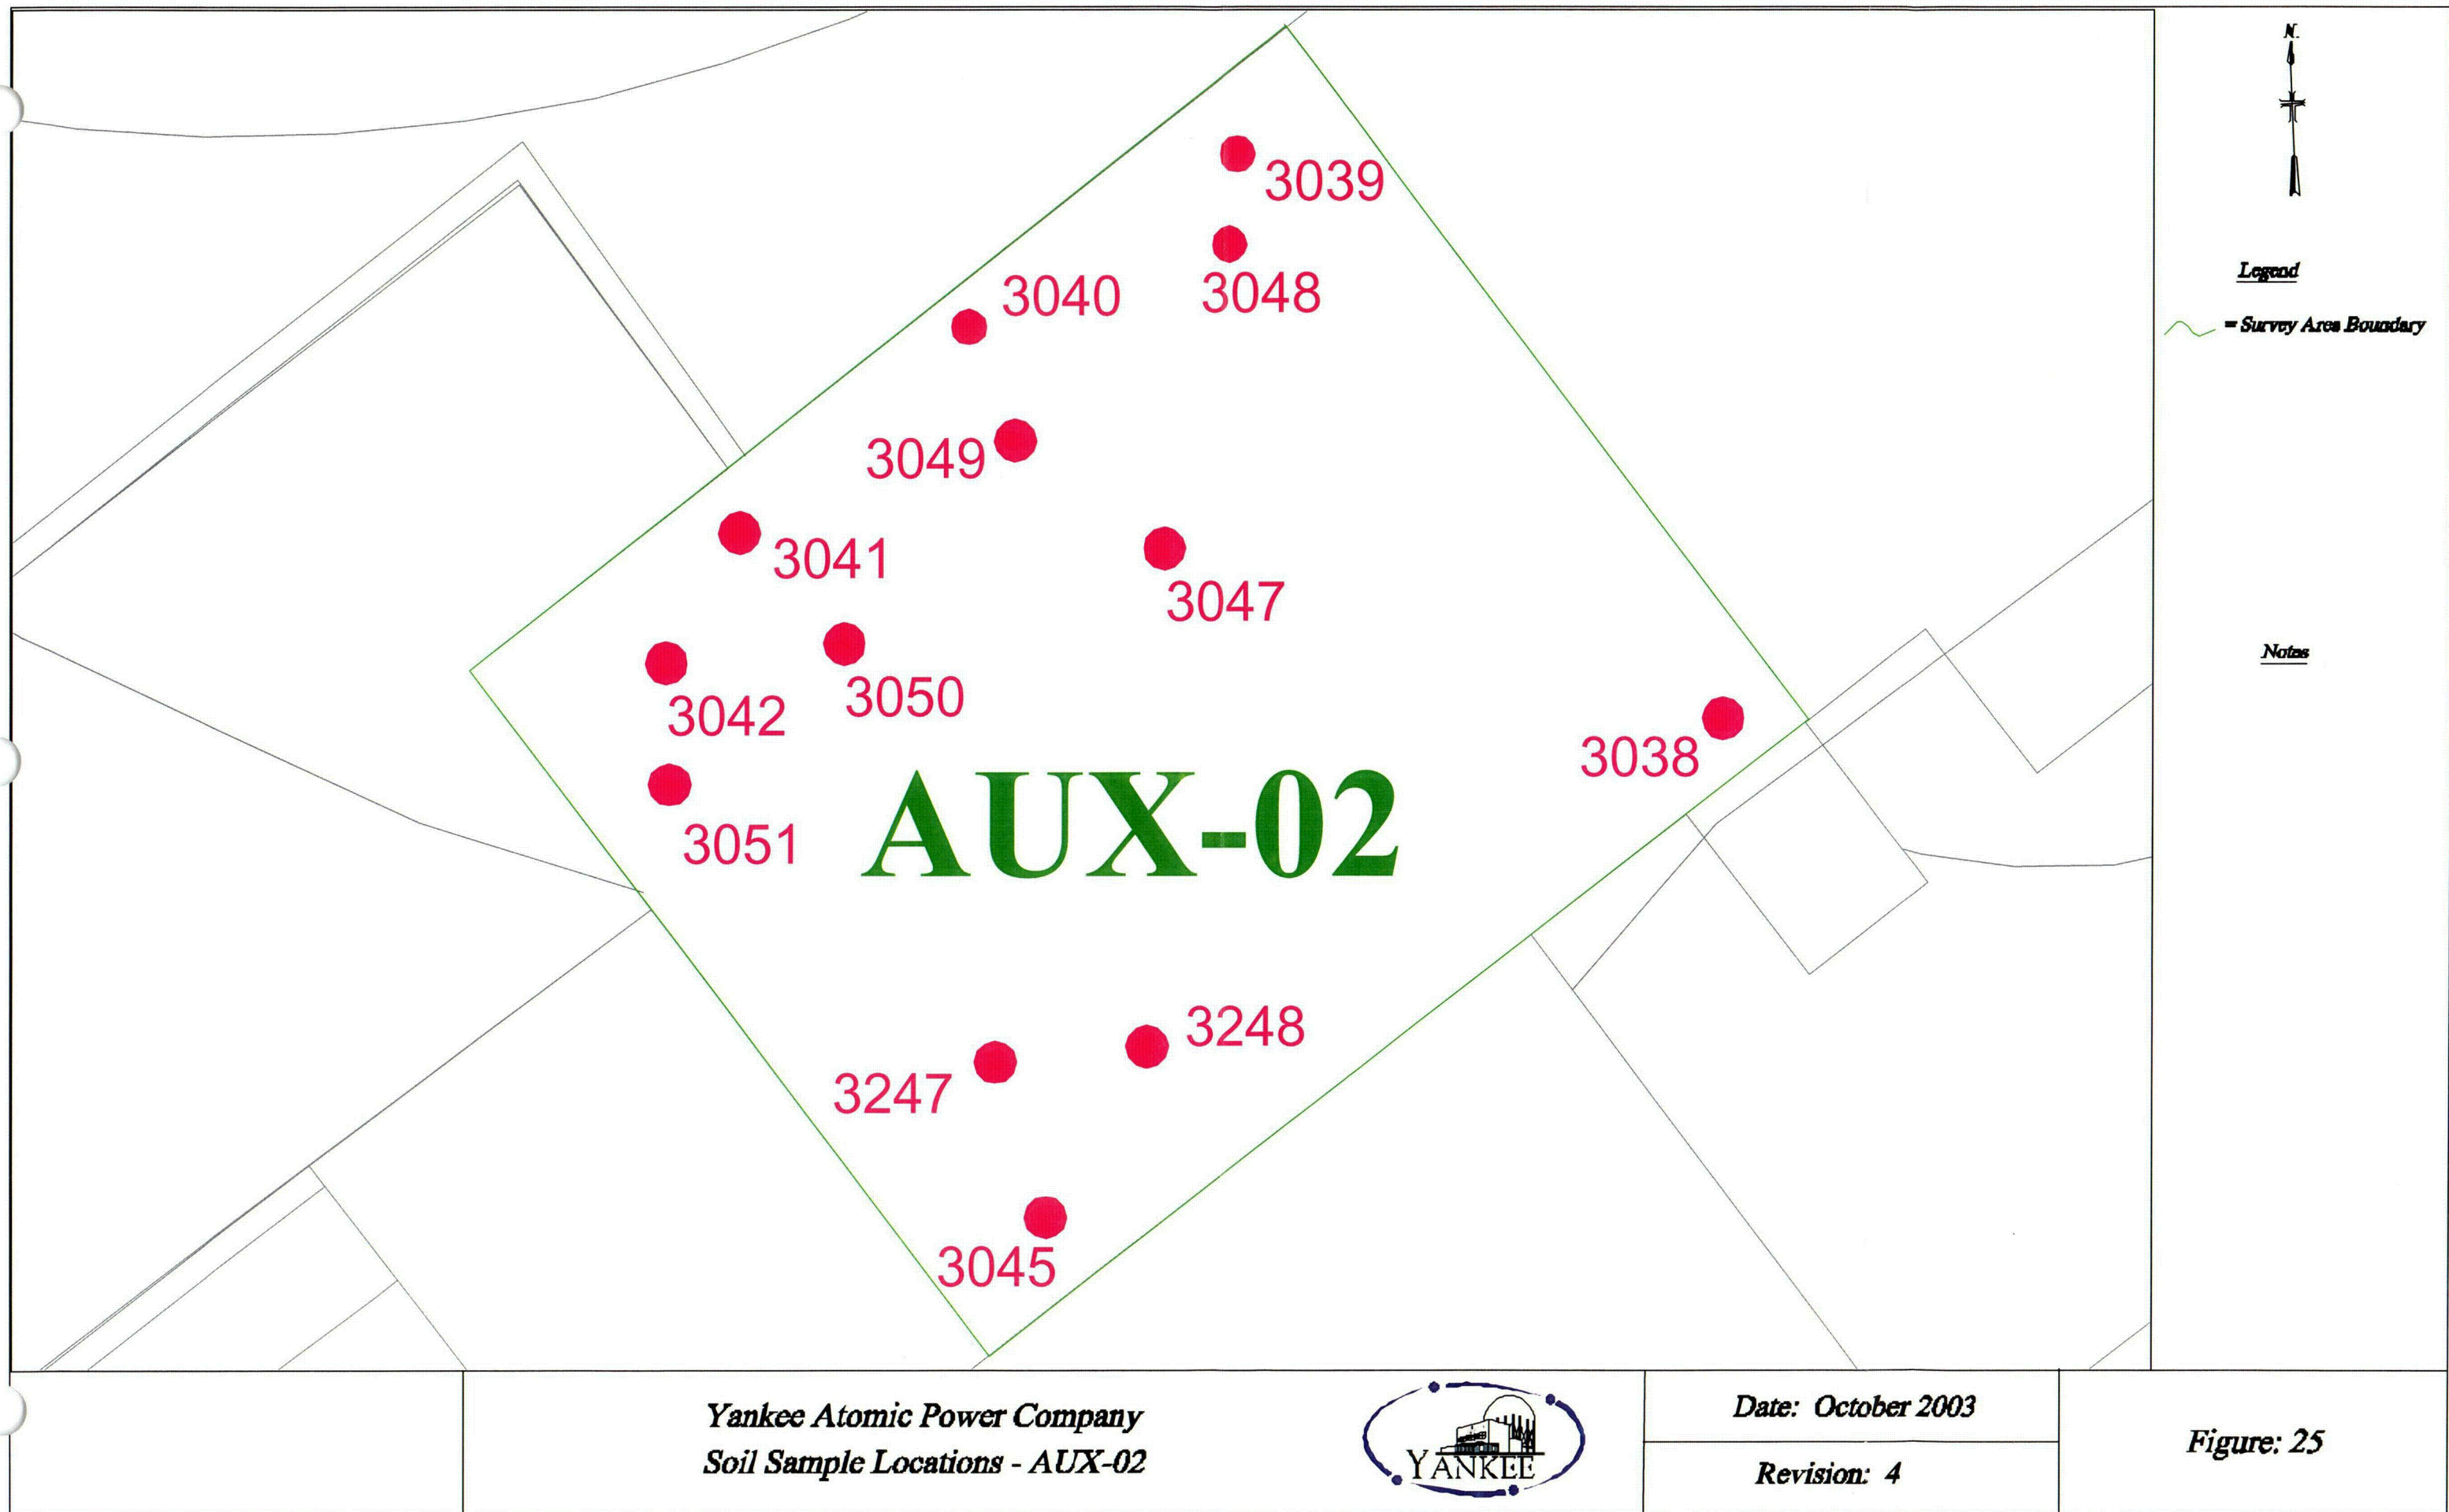 N.
3039
3048
3040
3049
3041
3047
3042
3050
3038
3051
AUX-02
3248
3247
3045
Legend
= Survey Area Boundary
Notes
Yankee Atomic Power Company
Soil Sample Locations - AUX-02
YANKEE
Date: October 2003
Revision: 4
Figure: 25